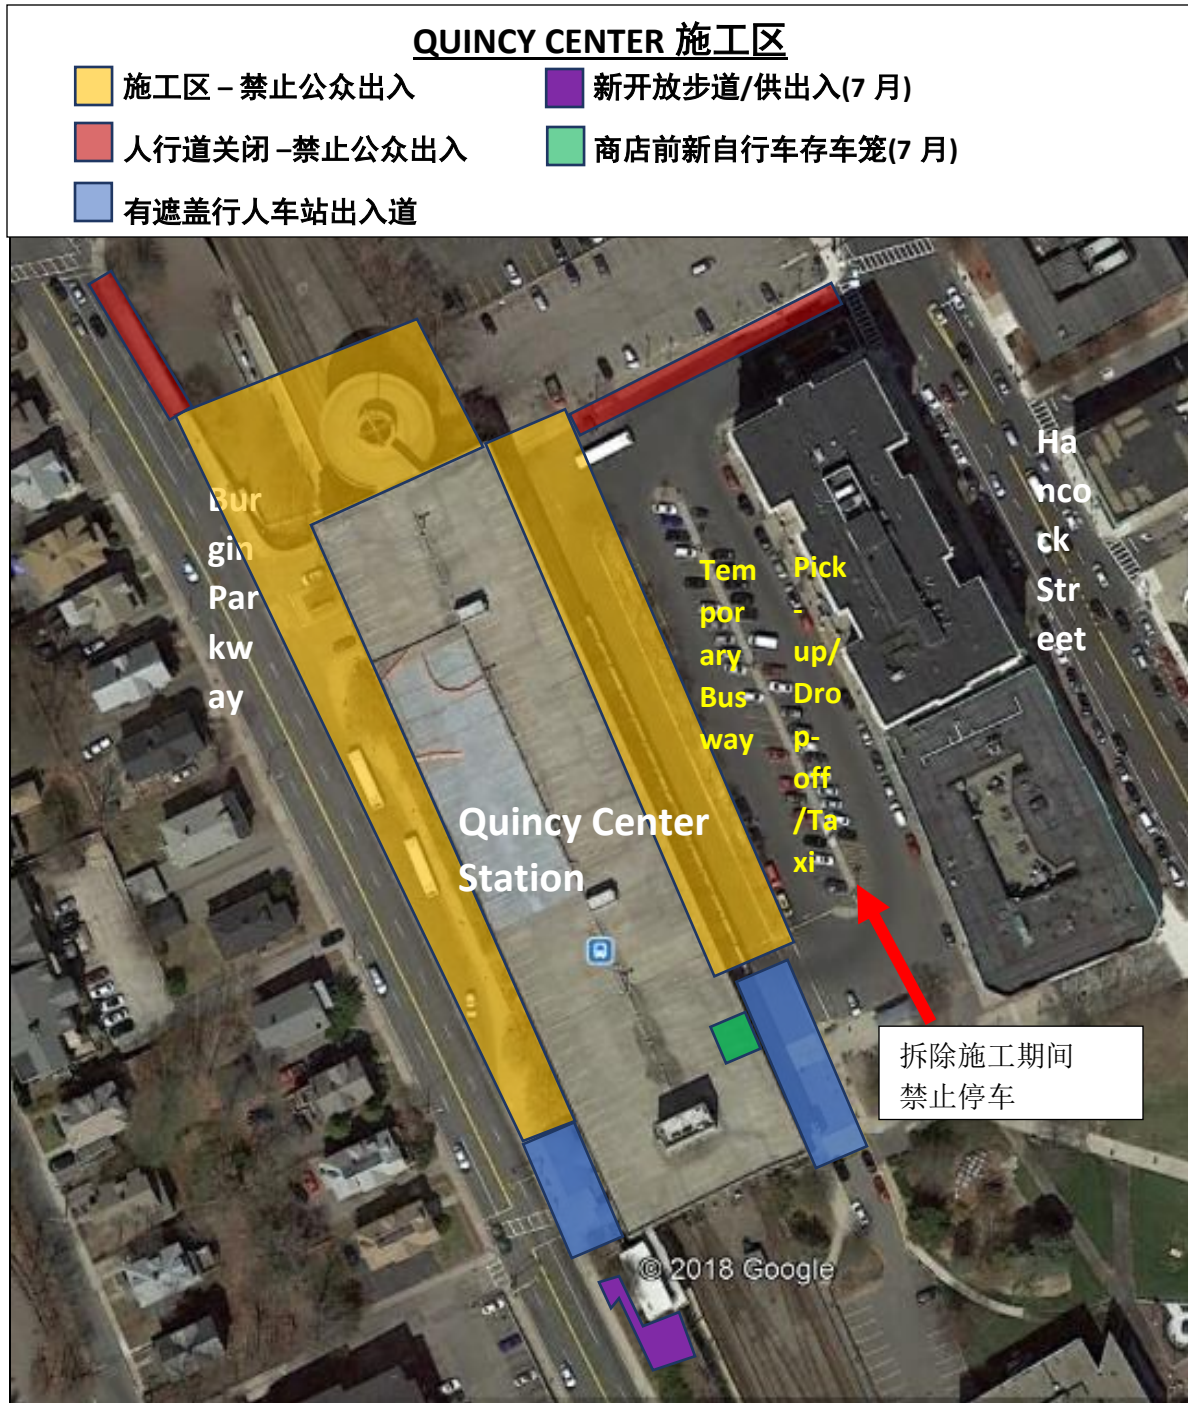 QUINCY CENTER 施工区
施工区 – 禁止公众出入
新开放步道/供出入(7 月)
人行道关闭 –禁止公众出入
商店前新自行车存车笼(7 月)
有遮盖行人车站出入道
Bur
gin
Par
kw
ay
Ha
nco
ck
Str
eet
Tem
por
ary
Bus
way
Pick
-
up/
Dro
p-
off
/Ta
xi
Quincy Center
Station
拆除施工期间
禁止停车
© 2018 Google